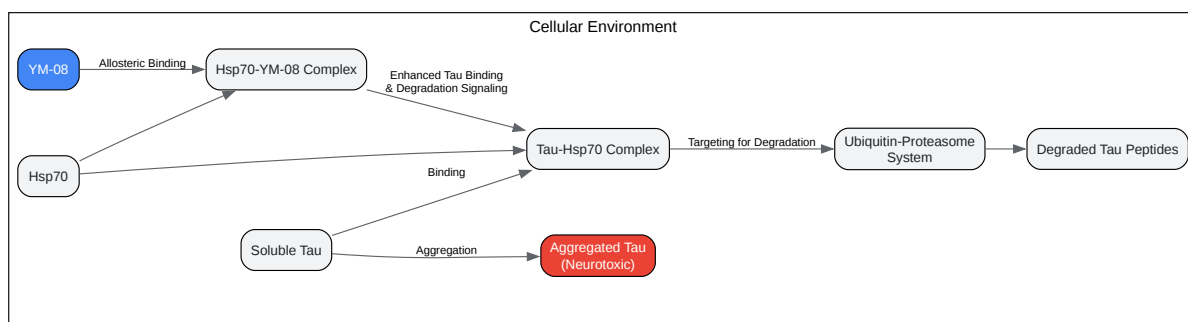 Cellular Environment
YM-08
Allosteric Binding
Hsp70-YM-08 Complex
Enhanced Tau Binding
& Degradation Signaling
Hsp70
Tau-Hsp70 Complex
Targeting for Degradation
Ubiquitin-Proteasome
System
Degraded Tau Peptides
Binding
Soluble Tau
Aggregation
Aggregated Tau
(Neurotoxic)